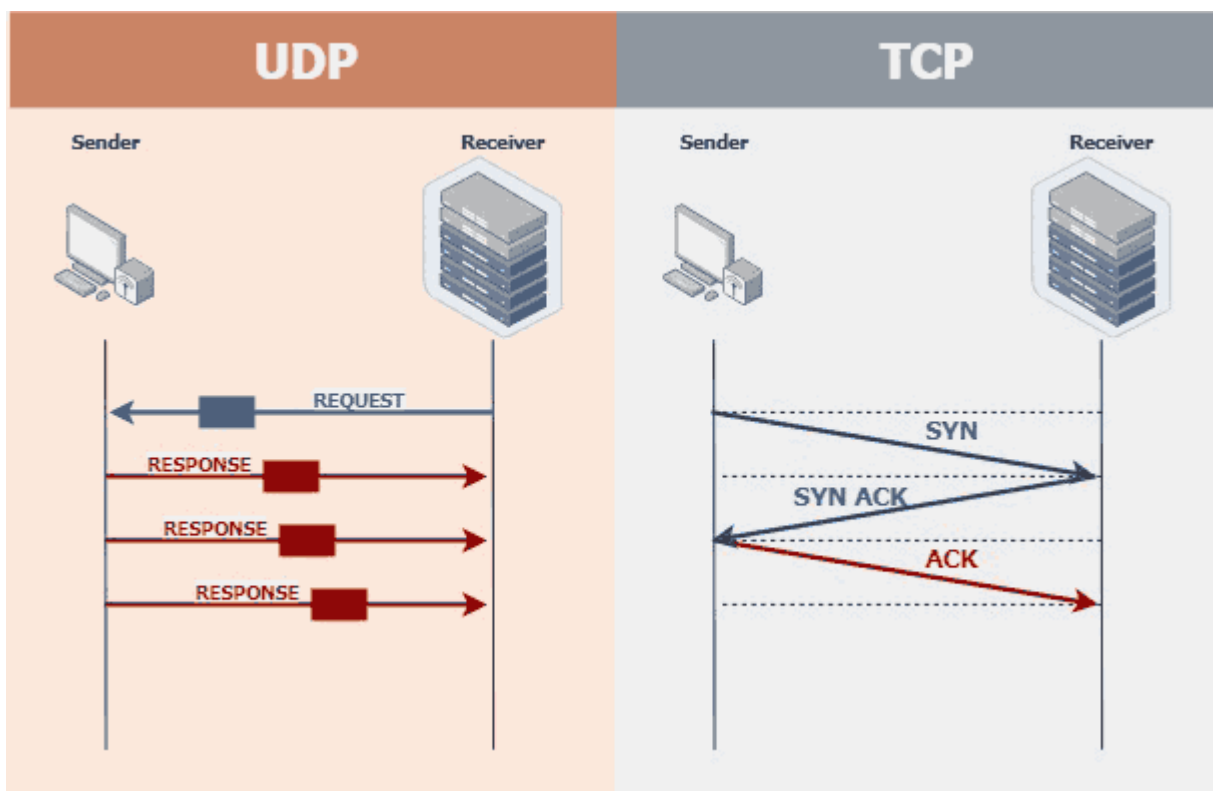 UDP
TCP
Sender
Receiver
Sender
Receiver
REQUEST
RESPONSE
RESPONSE
RESPONSE
SYN
SYN ACK
ACK